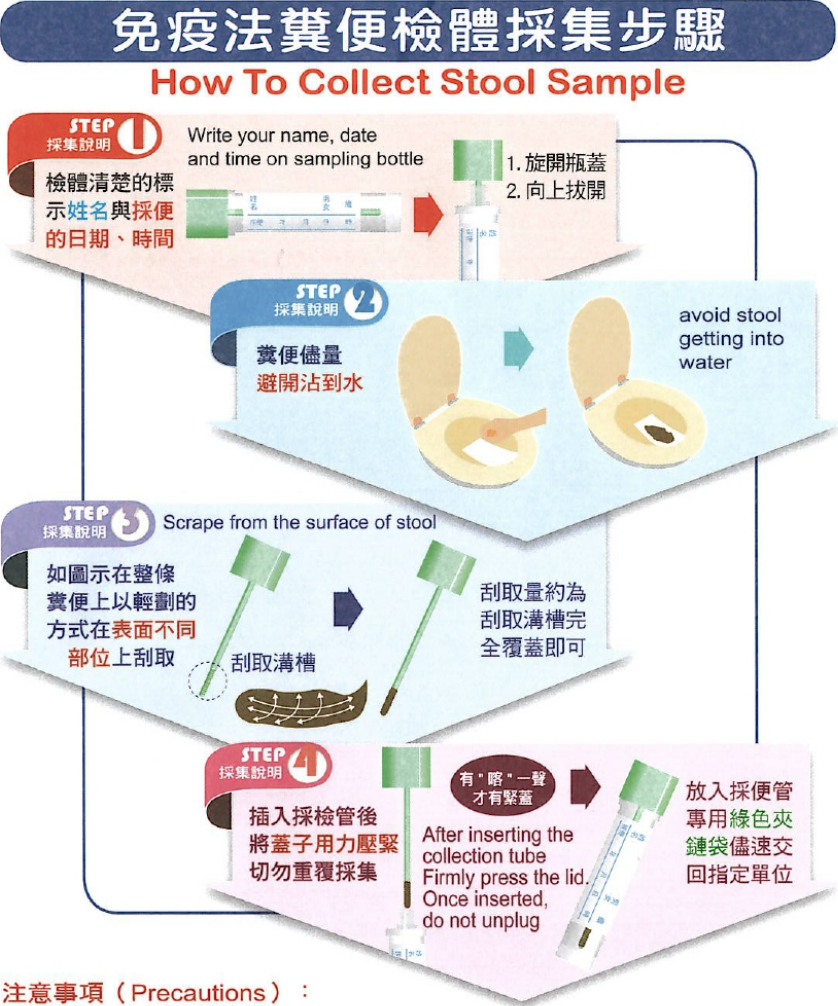 免疫法糞便檢體採集步驟
How To Collect Stool Sample
STEP 1
採集說明
Write your name, date
and time on sampling bottle
檢體清楚的標
示姓名與採便
的日期、時間
1. 旋開瓶蓋
2. 向上拔開
STEP 2
採集說明
糞便儘量
避開沾到水
avoid stool
getting into
water
STEP 3
採集說明
Scrape from the surface of stool
如圖示在整條
糞便上以輕劃的
方式在表面不同
部位上刮取
刮取溝槽
刮取量約為
刮取溝槽完
全覆蓋即可
STEP 4
採集說明
插入採檢管後
將蓋子用力壓緊
切勿重覆採集
有"喀"一聲
才有緊蓋
After inserting the
collection tube
Firmly press the lid.
Once inserted,
do not unplug
放入採便管
專用綠色夾
鏈袋儘速交
回指定單位
注意事項（Precautions）：